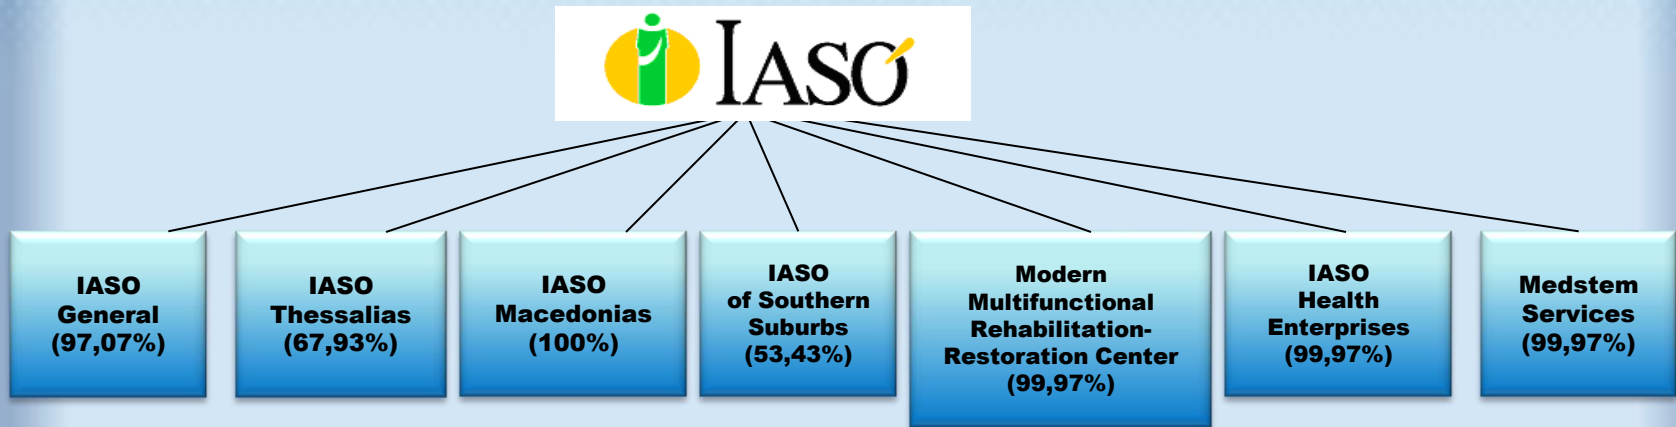 IASO
IASO
General
(97,07%)
IASO
Thessalias
(67,93%)
IASO
Macedonias
(100%)
IASO
of Southern
Suburbs
(53,43%)
Modern
Multifunctional
Rehabilitation-
Restoration Center
(99,97%)
IASO
Health
Enterprises
(99,97%)
Medstem
Services
(99,97%)